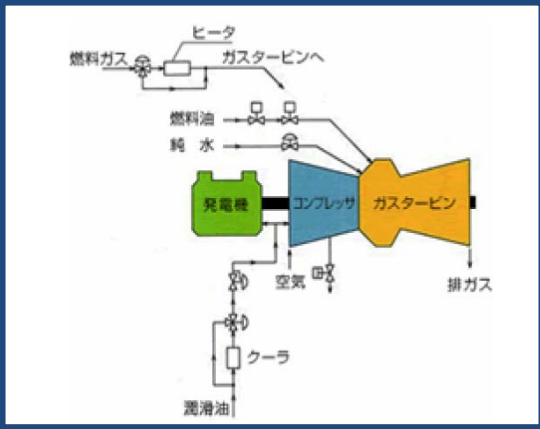 ヒータ
燃料ガス
ガスタービンへ
燃料油
純 水
発電機
コンプレッサ
ガスタービン
空気
排ガス
クーラ
潤滑油